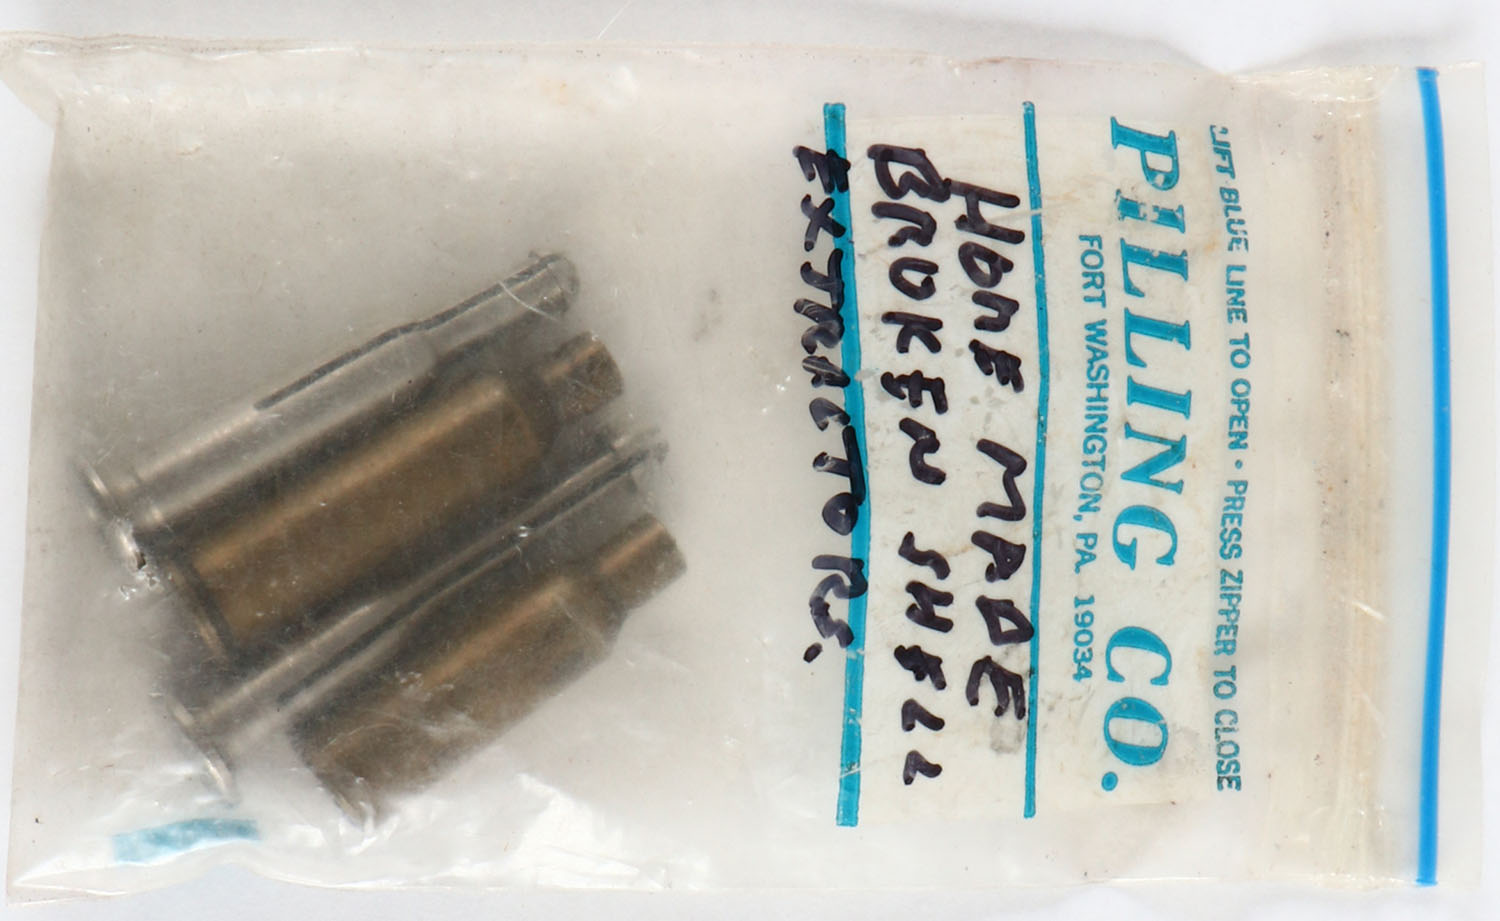 LIFT BLUE LINE TO OPEN • PRESS ZIPPER TO CLOSE
PILLING CO.
FORT WASHINGTON, PA. 19034
HOME MADE
BROKEN SHELL
EXTRACTORS.